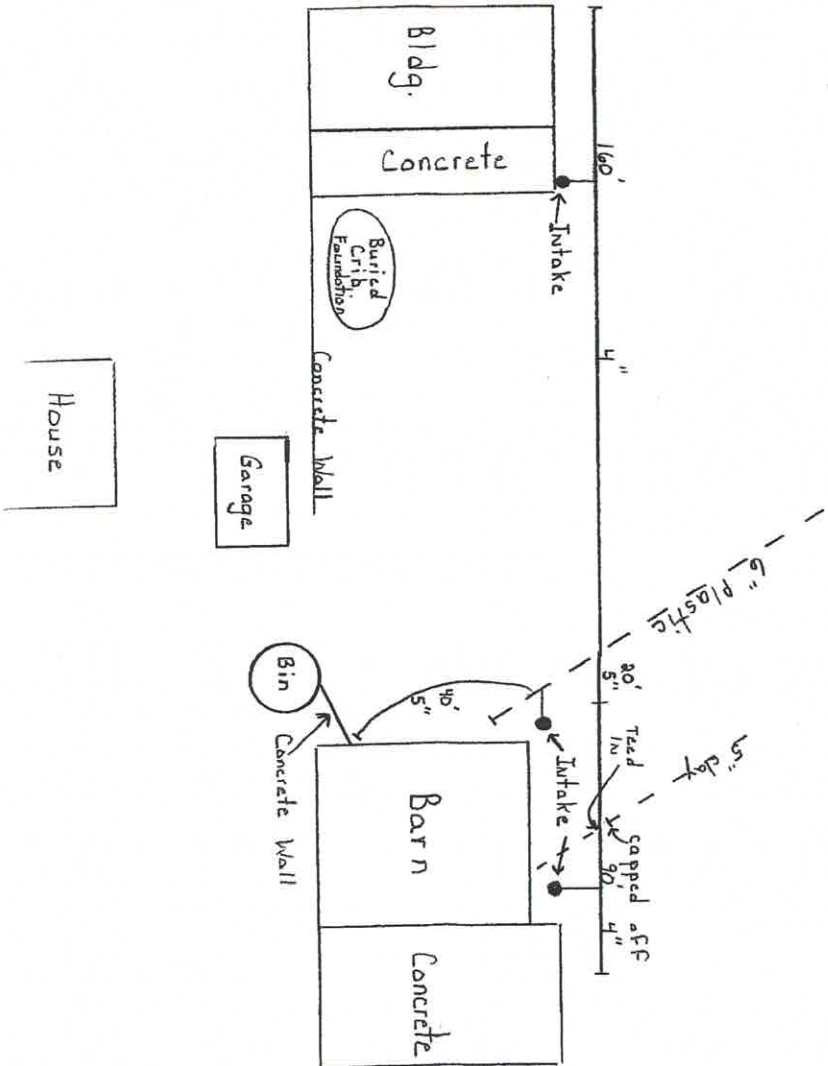 Bldg.
Concrete
160'
Intake
Buried
Crib
Foundation
Concrete Wall
4"
House
Garage
6" Plastic
20'
5"
5" clay
Teed
IN
capped off
90'
4"
40'
5"
Intake
Bin
Concrete Wall
Barn
Concrete